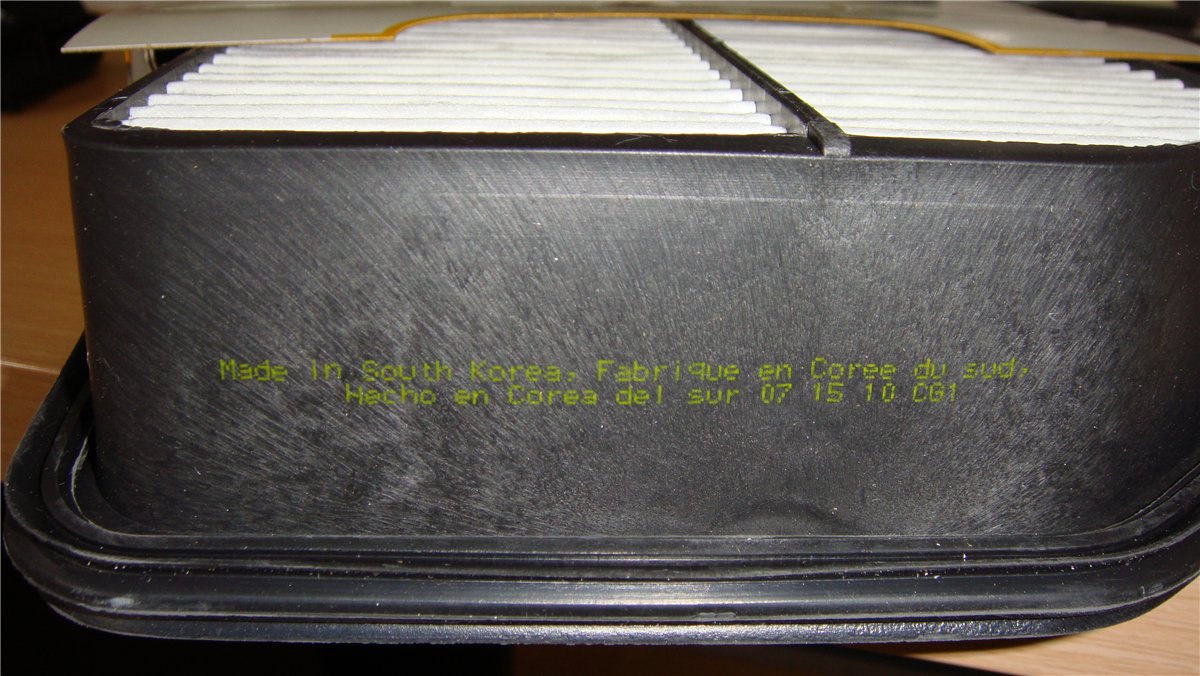 Made in South Korea, Fabrique en Coree du sud,
Hecho en Corea del sur 07 15 10 CG1